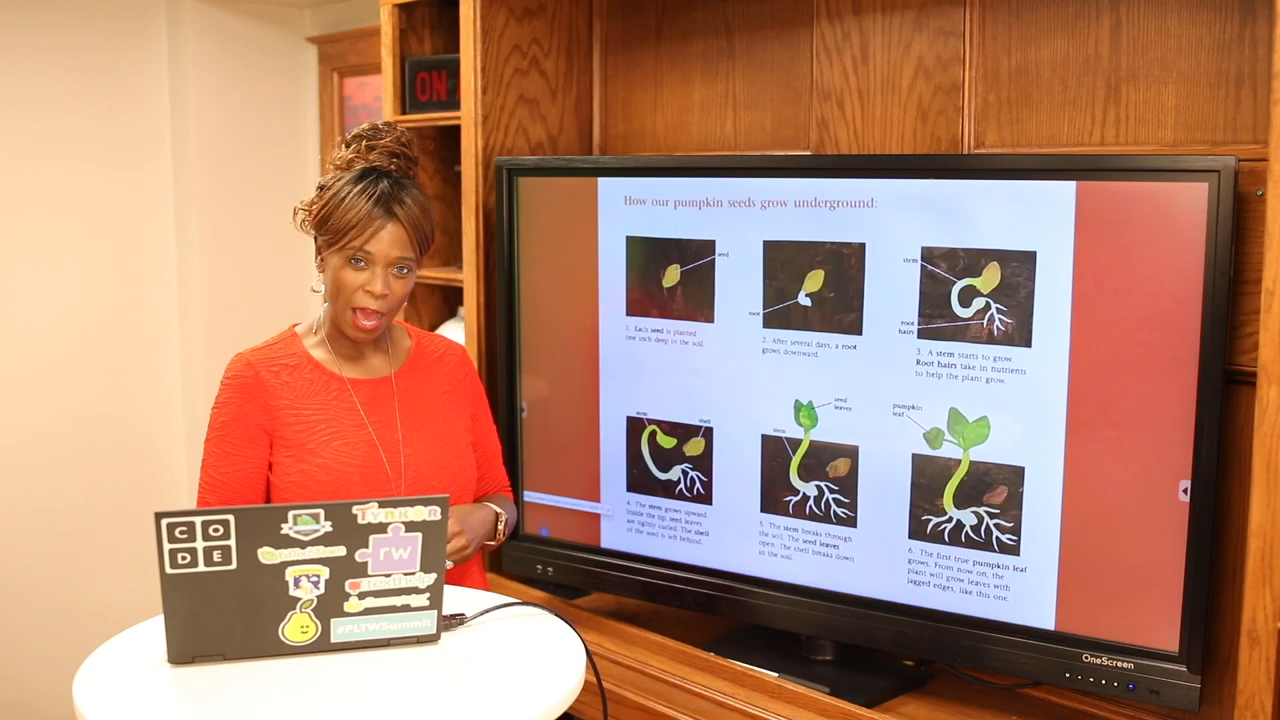 ON
How our pumpkin seeds grow underground:
seed
1. Each seed is planted
one inch deep in the soil.
root
2. After several days, a root
grows downward.
stem
root
hairs
3. A stem starts to grow.
Root hairs take in nutrients
to help the plant grow.
stem
shell
4. The stem grows upward.
Inside the tip, seed leaves
are tightly curled. The shell
of the seed is left behind.
seed
leaves
stem
5. The stem breaks through
the soil. The seed leaves
open. The shell breaks down
in the soil.
pumpkin
leaf
6. The first true pumpkin leaf
grows. From now on, the
plant will grow leaves with
jagged edges, like this one.
OneScreen
CODE
TYNKER
EdTechTeam
rw
texthelp
#PLTWSummit